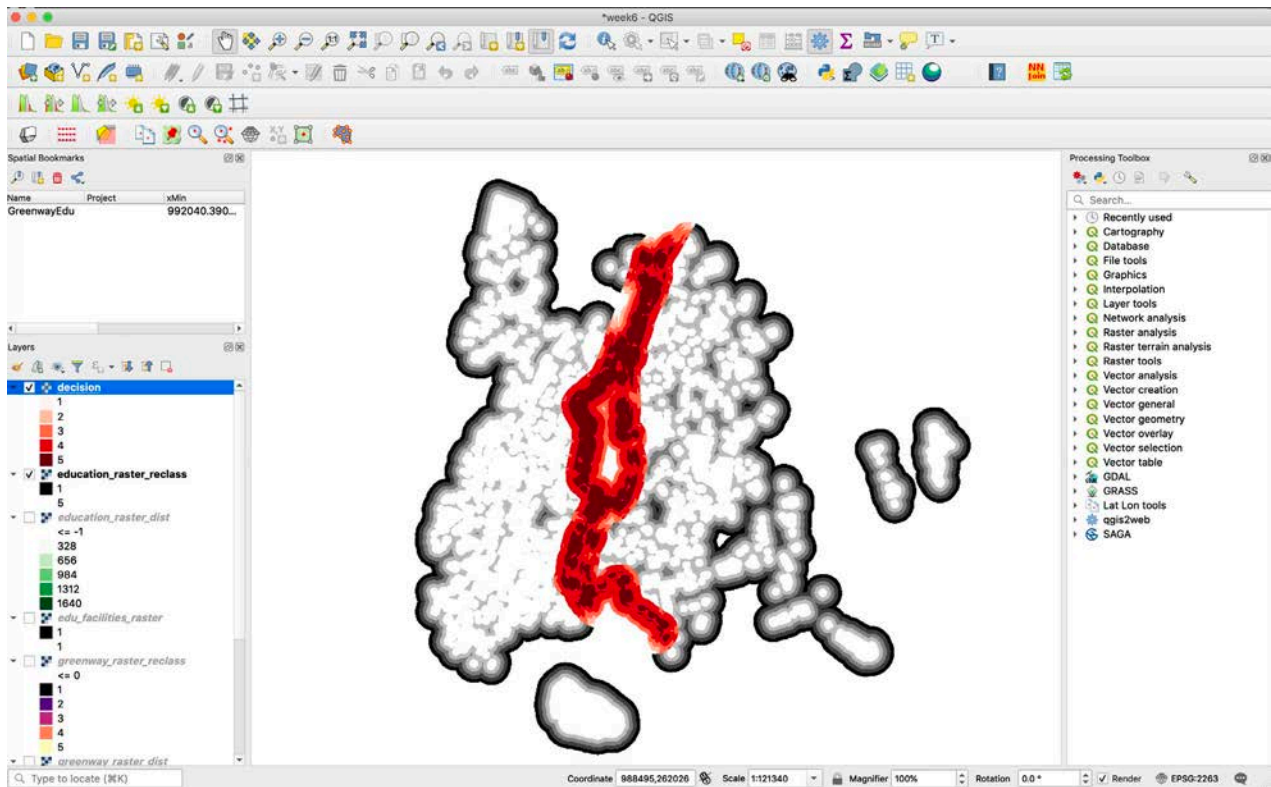 *week6 - QGIS
NN
join
Spatial Bookmarks
Name Project xMin
GreenwayEdu 992040.390...
Layers
decision
1
2
3
4
5
education_raster_reclass
1
5
education_raster_dist
<= -1
328
656
984
1312
1640
edu_facilities_raster
1
1
greenway_raster_reclass
<= 0
1
2
3
4
5
greenway_raster_dist
Processing Toolbox
Search...
Recently used
Cartography
Database
File tools
Graphics
Interpolation
Layer tools
Network analysis
Raster analysis
Raster terrain analysis
Raster tools
Vector analysis
Vector creation
Vector general
Vector geometry
Vector overlay
Vector selection
Vector table
GDAL
GRASS
Lat Lon tools
qgis2web
SAGA
Type to locate (⌘K) Coordinate 988495,262026 Scale 1:121340 Magnifier 100% Rotation 0.0 ° Render EPSG:2263